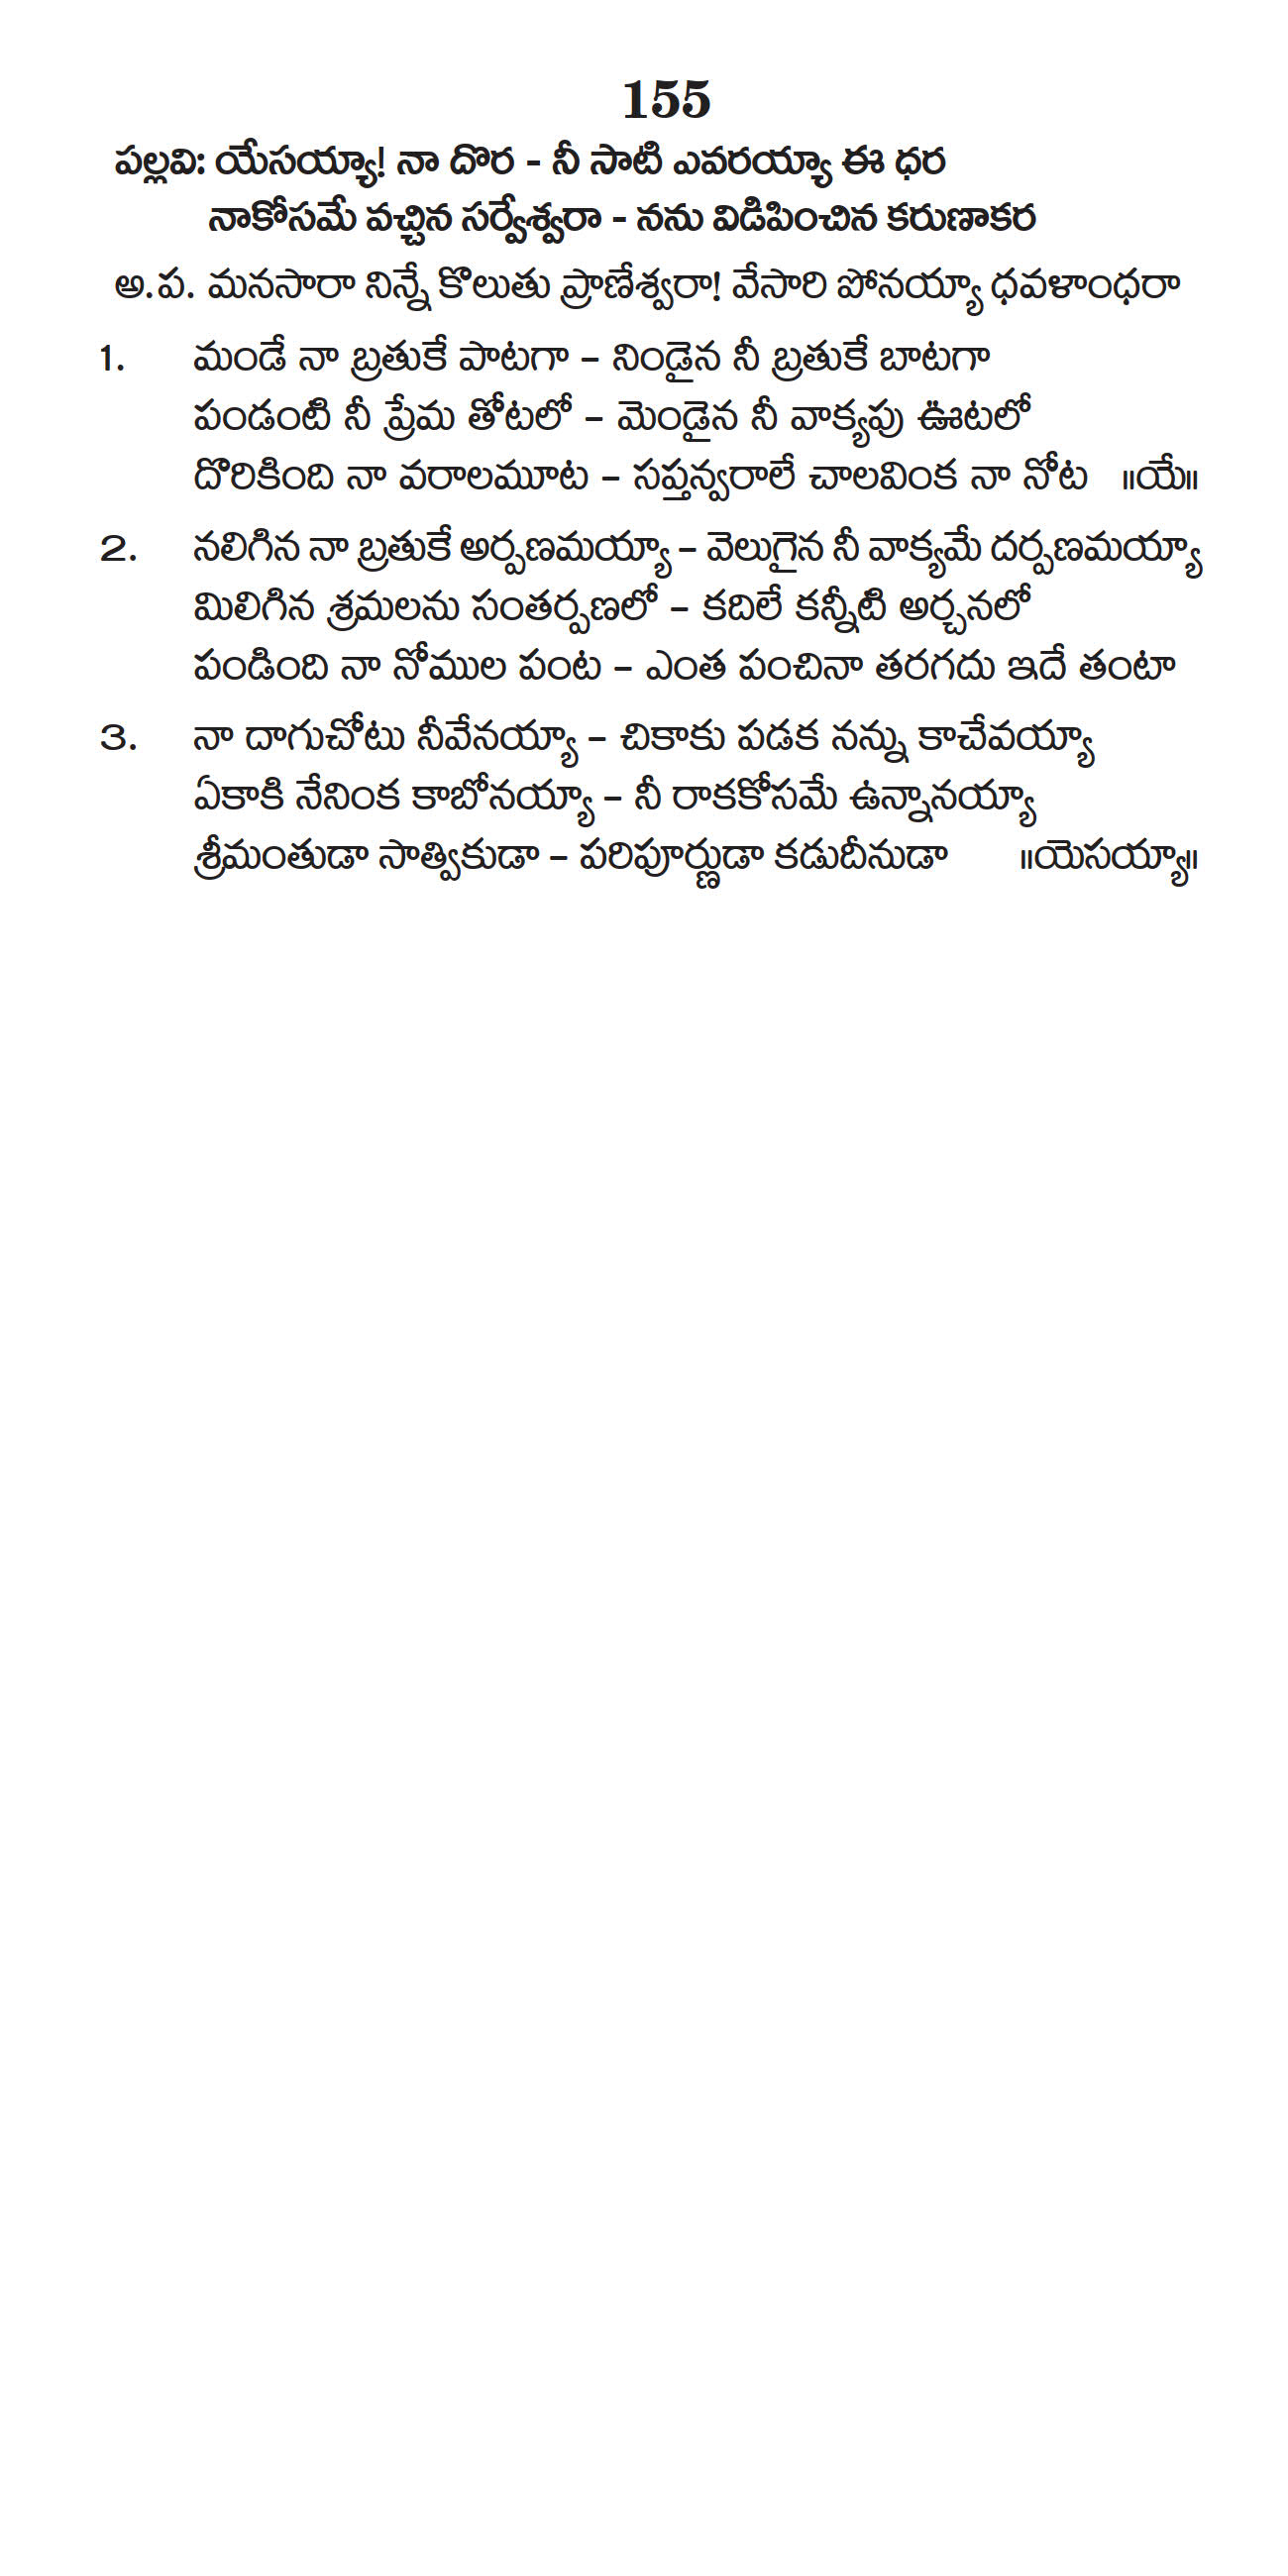 155
పల్లవి: యేసయ్యా! నా దొర - నీ సాటి ఎవరయ్యా ఈ ధర
నాకోసమే వచ్చిన సర్వేశ్వరా - నను విడిపించిన కరుణాకర
అ.ప. మనసారా నిన్నే కొలుతు ప్రాణేశ్వరా! వేసారి పోనయ్యా ధవళాంధరా
1. మండే నా బ్రతుకే పాటగా – నిండైన నీ బ్రతుకే బాటగా
పండంటి నీ ప్రేమ తోటలో – మెండైన నీ వాక్యపు ఊటలో
దొరికింది నా వరాలమూట – సప్తన్వరాలే చాలవింక నా నోట ॥యే॥
2. నలిగిన నా బ్రతుకే అర్పణమయ్యా – వెలుగైన నీ వాక్యమే దర్పణమయ్యా
మిలిగిన శ్రమలను సంతర్పణలో – కదిలే కన్నీటి అర్చనలో
పండింది నా నోముల పంట – ఎంత పంచినా తరగదు ఇదే తంటా
3. నా దాగుచోటు నీవేనయ్యా – చికాకు పడక నన్ను కాచేవయ్యా
ఏకాకి నేనింక కాబోనయ్యా – నీ రాకకోసమే ఉన్నానయ్యా
శ్రీమంతుడా సాత్వికుడా – పరిపూర్ణుడా కడుదీనుడా ॥యెసయ్యా॥